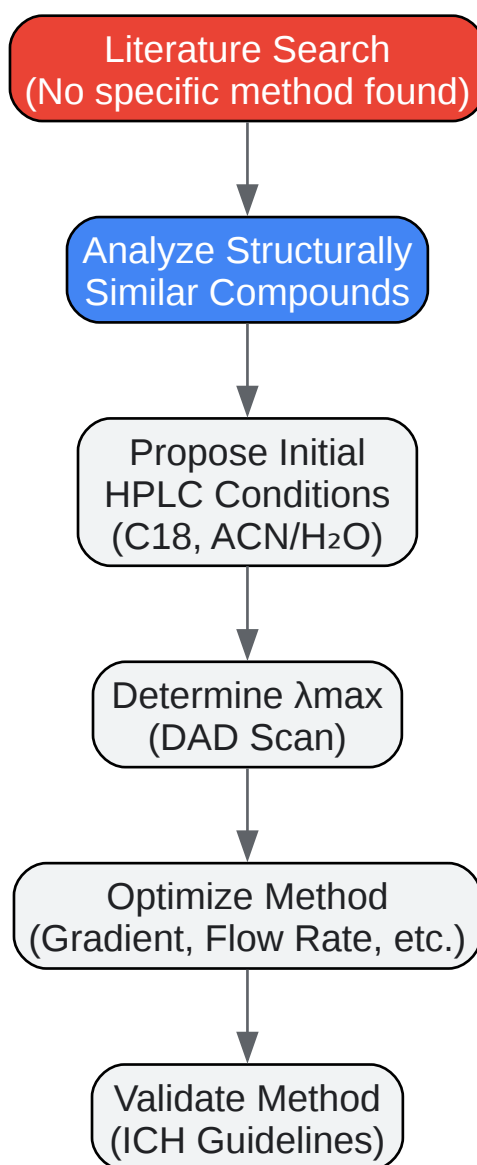 Literature Search
(No specific method found)
Analyze Structurally
Similar Compounds
Propose Initial
HPLC Conditions
(C18, ACN/H₂O)
Determine λmax
(DAD Scan)
Optimize Method
(Gradient, Flow Rate, etc.)
Validate Method
(ICH Guidelines)